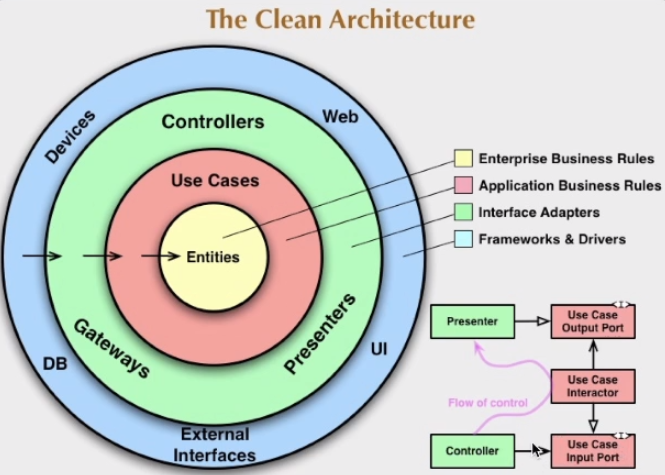 The Clean Architecture
Devices
Web
Controllers
Use Cases
Entities
Gateways
Presenters
DB
UI
External
Interfaces
Enterprise Business Rules
Application Business Rules
Interface Adapters
Frameworks & Drivers
Presenter
Use Case
Output Port
Flow of control
Use Case
Interactor
Controller
Use Case
Input Port
<I>
<I>